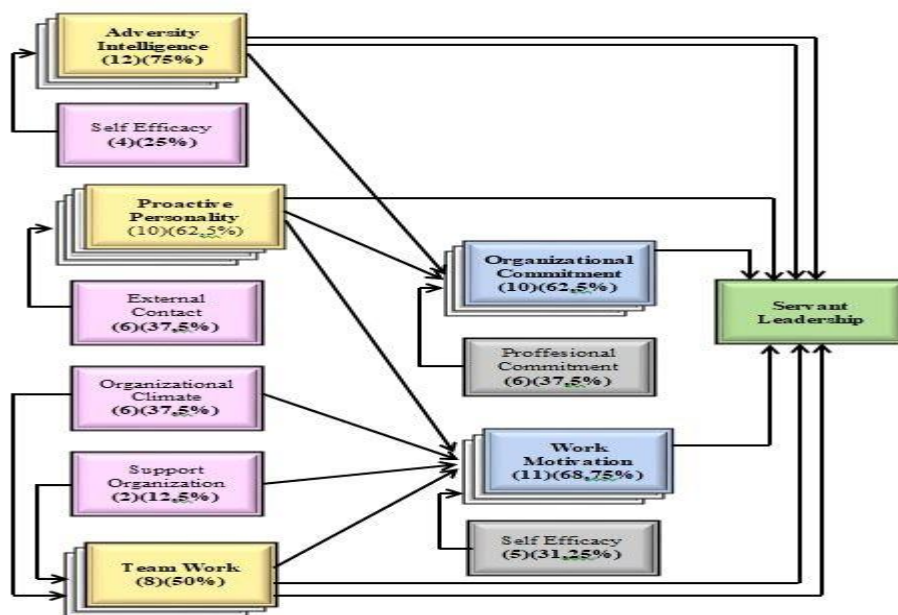 Adversity
Intelligence
(12)(75%)
Self Efficacy
(4)(25%)
Proactive
Personality
(10)(62,5%)
External
Contact
(6)(37,5%)
Organizational
Climate
(6)(37,5%)
Support
Organization
(2)(12,5%)
Team Work
(8)(50%)
Organizational
Commitment
(10)(62,5%)
Proffesional
Commitment
(6)(37,5%)
Work
Motivation
(11)(68,75%)
Self Efficacy
(5)(31,25%)
Servant
Leadership